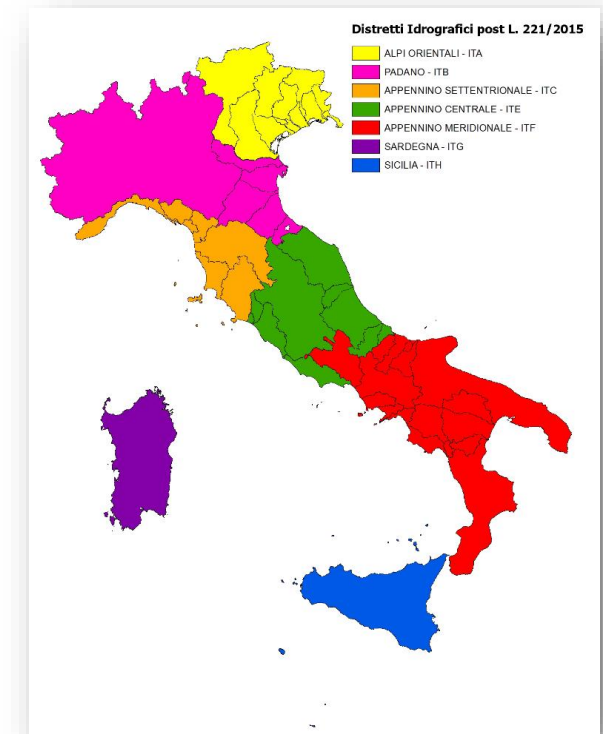 Distretti Idrografici post L. 221/2015
ALPI ORIENTALI - ITA
PADANO - ITB
APPENNINO SETTENTRIONALE - ITC
APPENNINO CENTRALE - ITE
APPENNINO MERIDIONALE - ITF
SARDEGNA - ITG
SICILIA - ITH